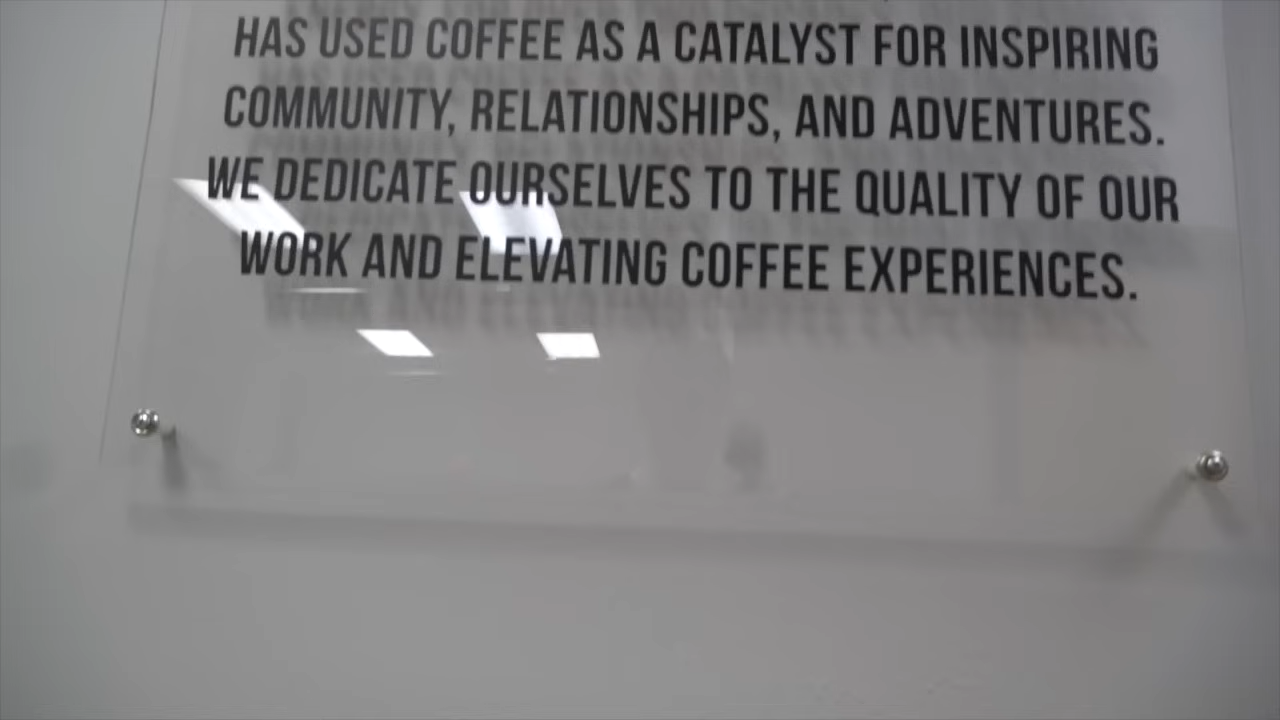 HAS USED COFFEE AS A CATALYST FOR INSPIRING
COMMUNITY, RELATIONSHIPS, AND ADVENTURES.
WE DEDICATE OURSELVES TO THE QUALITY OF OUR
WORK AND ELEVATING COFFEE EXPERIENCES.